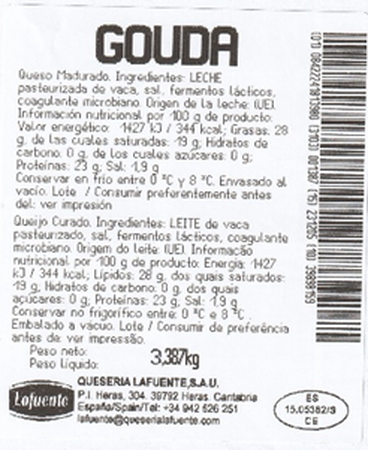 GOUDA
Queso Madurado. Ingredientes: LECHE
pasteurizada de vaca, sal, fermentos lácticos,
coagulante microbiano. Origen de la leche: (UE).
Información nutricional por 100 g de producto:
Valor energético: 1427 kJ / 344 kcal; Grasas: 28
g, de las cuales saturadas: 19 g; Hidratos de
carbono: 0 g, de los cuales azúcares: 0 g;
Proteínas: 23 g; Sal: 1,9 g
Conservar en frío entre 0 °C y 8 °C. Envasado al
vacío. Lote / Consumir preferentemente antes
del: ver impresión
Queijo Curado. Ingredientes: LEITE de vaca
pasteurizado, sal, fermentos lácticos, coagulante
microbiano. Origem do leite: (UE). Informação
nutricional por 100 g de producto: Energia: 1427
kJ / 344 kcal; Lípidos: 28 g, dos quais saturados:
19 g, Hidratos de carbono: 0 g, dos quais
açúcares: 0 g; Proteínas: 23 g, Sal: 1,9 g
Conservar no frigorífico entre: 0 °C e 8 °C.
Embalado a vácuo. Lote / Consumir de preferência
antes de: ver impressão.
Peso neto:
Peso líquido:
3,387kg
Lafuente
QUESERIA LAFUENTE,S.A.U.
P.I. Heras, 304. 39792 Heras. Cantabria
España/Spain/Tel: +34 942 526 251
lafuente@queserialafuente.com
ES
15.05382/S
CE